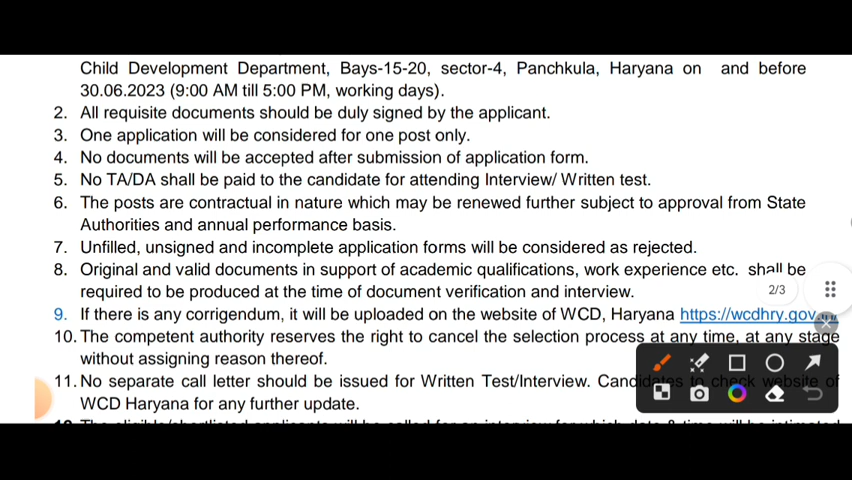 Child Development Department, Bays-15-20, sector-4, Panchkula, Haryana on and before
30.06.2023 (9:00 AM till 5:00 PM, working days).
2. All requisite documents should be duly signed by the applicant.
3. One application will be considered for one post only.
4. No documents will be accepted after submission of application form.
5. No TA/DA shall be paid to the candidate for attending Interview/ Written test.
6. The posts are contractual in nature which may be renewed further subject to approval from State
Authorities and annual performance basis.
7. Unfilled, unsigned and incomplete application forms will be considered as rejected.
8. Original and valid documents in support of academic qualifications, work experience etc. shall be
required to be produced at the time of document verification and interview.
2/3
9. If there is any corrigendum, it will be uploaded on the website of WCD, Haryana https://wcdhry.gov
10. The competent authority reserves the right to cancel the selection process at any time, at any stage
without assigning reason thereof.
11. No separate call letter should be issued for Written Test/Interview. Candidates to check website of
WCD Haryana for any further update.